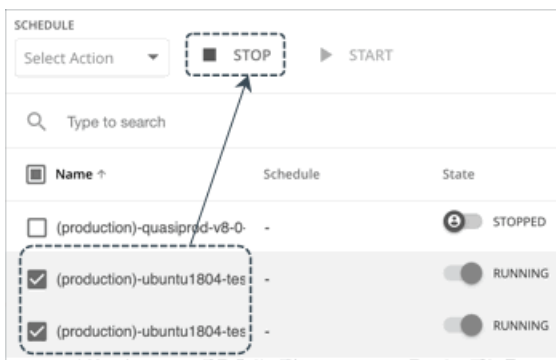 SCHEDULE
Select Action STOP START
Type to search
Name ↑ Schedule State
(production)-quasiprod-v8-0- - STOPPED
(production)-ubuntu1804-tes - RUNNING
(production)-ubuntu1804-tes - RUNNING